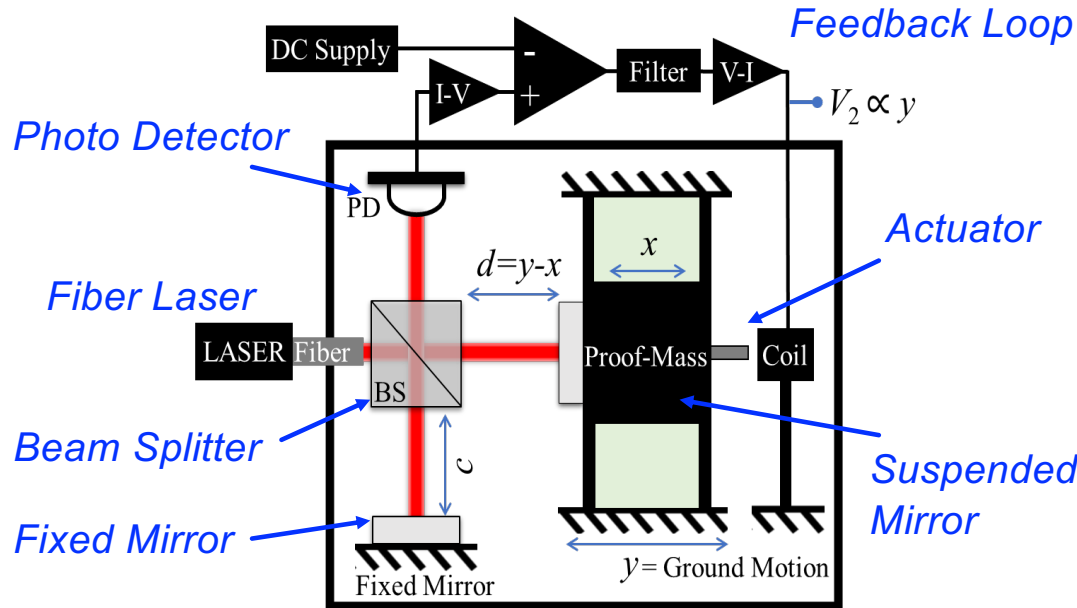 Feedback Loop
DC Supply
-
+
I-V
Filter
V-I
V₂ ∝ y
Photo Detector
PD
Actuator
d=y-x
x
Fiber Laser
LASER
Fiber
BS
Proof-Mass
Coil
Beam Splitter
c
Suspended
Mirror
Fixed Mirror
Fixed Mirror
y= Ground Motion